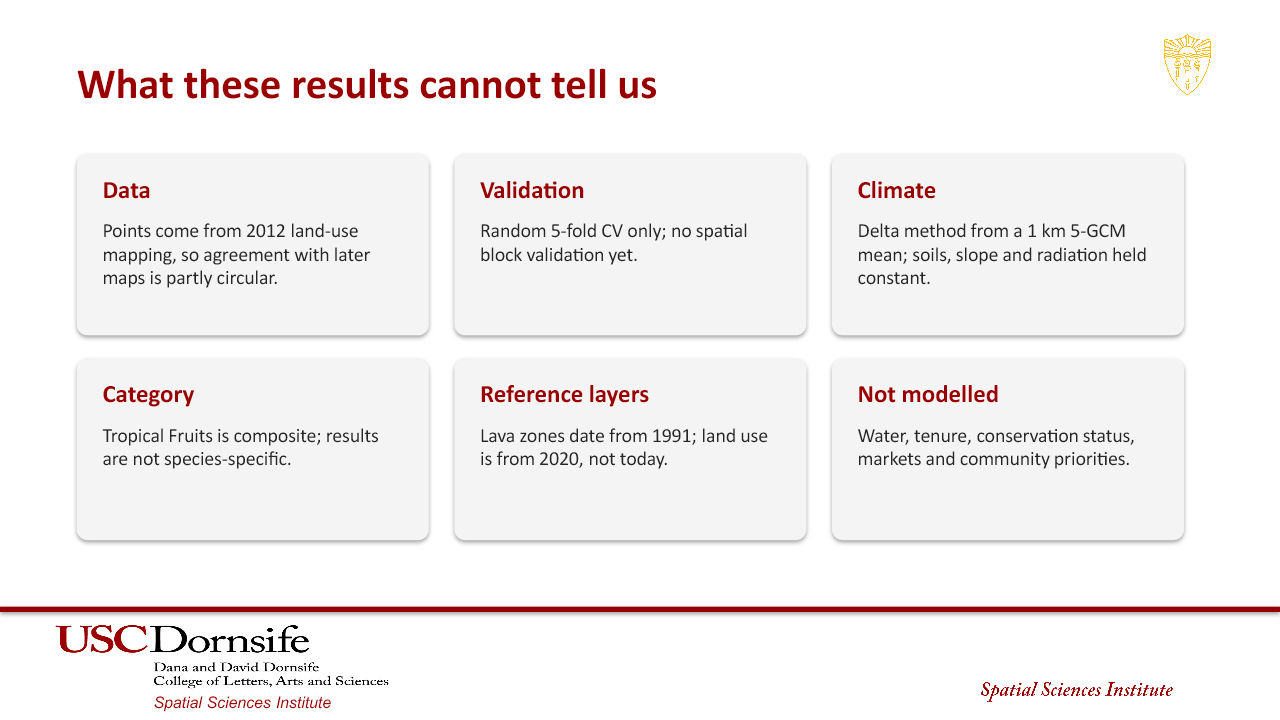 What these results cannot tell us
Data
Points come from 2012 land-use
mapping, so agreement with later
maps is partly circular.
Validation
Random 5-fold CV only; no spatial
block validation yet.
Climate
Delta method from a 1 km 5-GCM
mean; soils, slope and radiation held
constant.
Category
Tropical Fruits is composite; results
are not species-specific.
Reference layers
Lava zones date from 1991; land use
is from 2020, not today.
Not modelled
Water, tenure, conservation status,
markets and community priorities.
USCDornsife
Dana and David Dornsife
College of Letters, Arts and Sciences
Spatial Sciences Institute
Spatial Sciences Institute